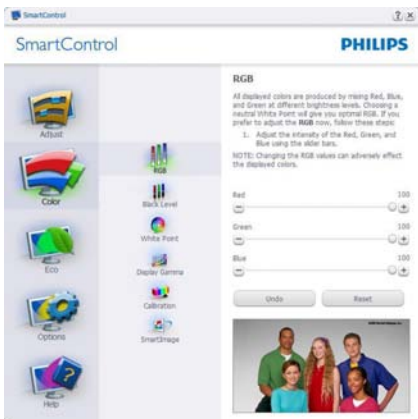 SmartControl
SmartControl
PHILIPS
Adjust
Color
Eco
Options
Help
RGB
Black Level
White Point
Display Gamma
Calibration
SmartImage
RGB
All displayed colors are produced by mixing Red, Blue,
and Green at different brightness levels. Choosing a
neutral White Point will give you optimal RGB. If you
prefer to adjust the RGB now, follow these steps:
1. Adjust the intensity of the Red, Green, and
Blue using the slider bars.
NOTE: Changing the RGB values can adversely effect
the displayed colors.
Red 100
Green 100
Blue 100
Undo Reset